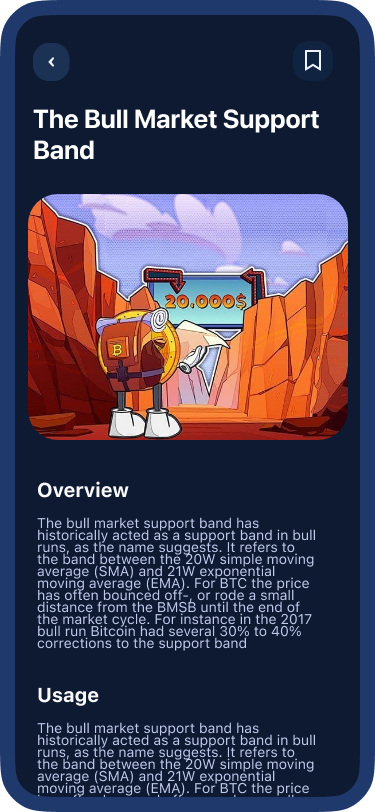 The Bull Market Support
Band
20.000$
B
Overview
The bull market support band has
historically acted as a support band in bull
runs, as the name suggests. It refers to
the band between the 20W simple moving
average (SMA) and 21W exponential
moving average (EMA). For BTC the price
has often bounced off-, or rode a small
distance from the BMSB until the end of
the market cycle. For instance in the 2017
bull run Bitcoin had several 30% to 40%
corrections to the support band
Usage
The bull market support band has
historically acted as a support band in bull
runs, as the name suggests. It refers to
the band between the 20W simple moving
average (SMA) and 21W exponential
moving average (EMA). For BTC the price